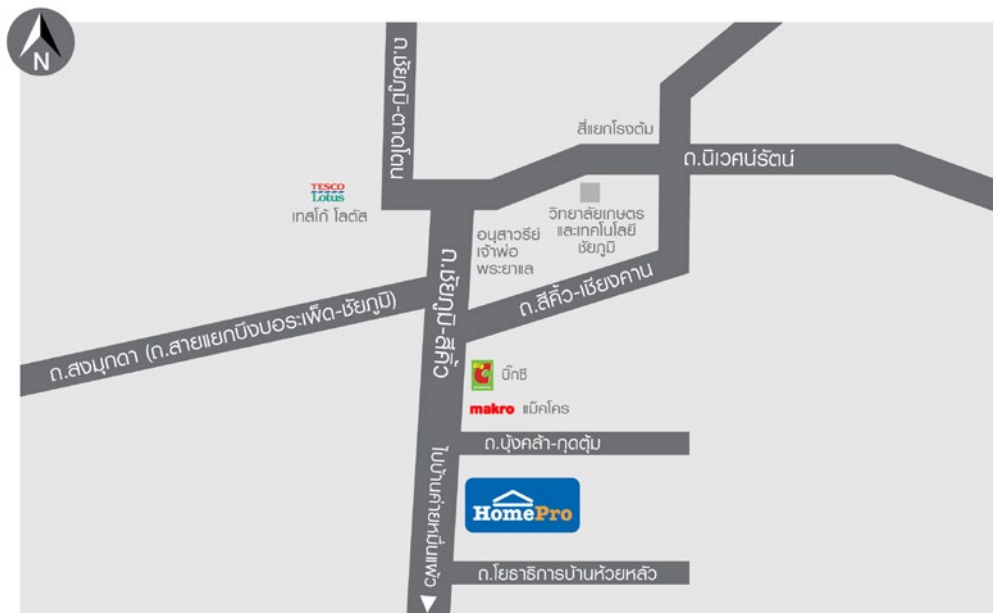 N
ถ.ชัยภูมิ-ตาดโตน
สี่แยกโรงต้ม
ถ.นิเวศน์รัตน์
TESCO
Lotus
เทสโก้ โลตัส
วิทยาลัยเกษตร
และเทคโนโลยี
ชัยภูมิ
อนุสาวรีย์
เจ้าพ่อ
พระยาแล
ถ.ชัยภูมิ-สีคิ้ว
ถ.สีคิ้ว-เชียงคาน
ถ.สงมุกดา (ถ.สายแยกบึงบอระเพ็ด-ชัยภูมิ)
Big
C
บิ๊กซี
makro แม็คโคร
ถ.บุ้งคล้า-กุดตุ้ม
ไปบ้านค่ายหมื่นแผ้ว
HomePro
ถ.โยธาธิการบ้านห้วยหลัว